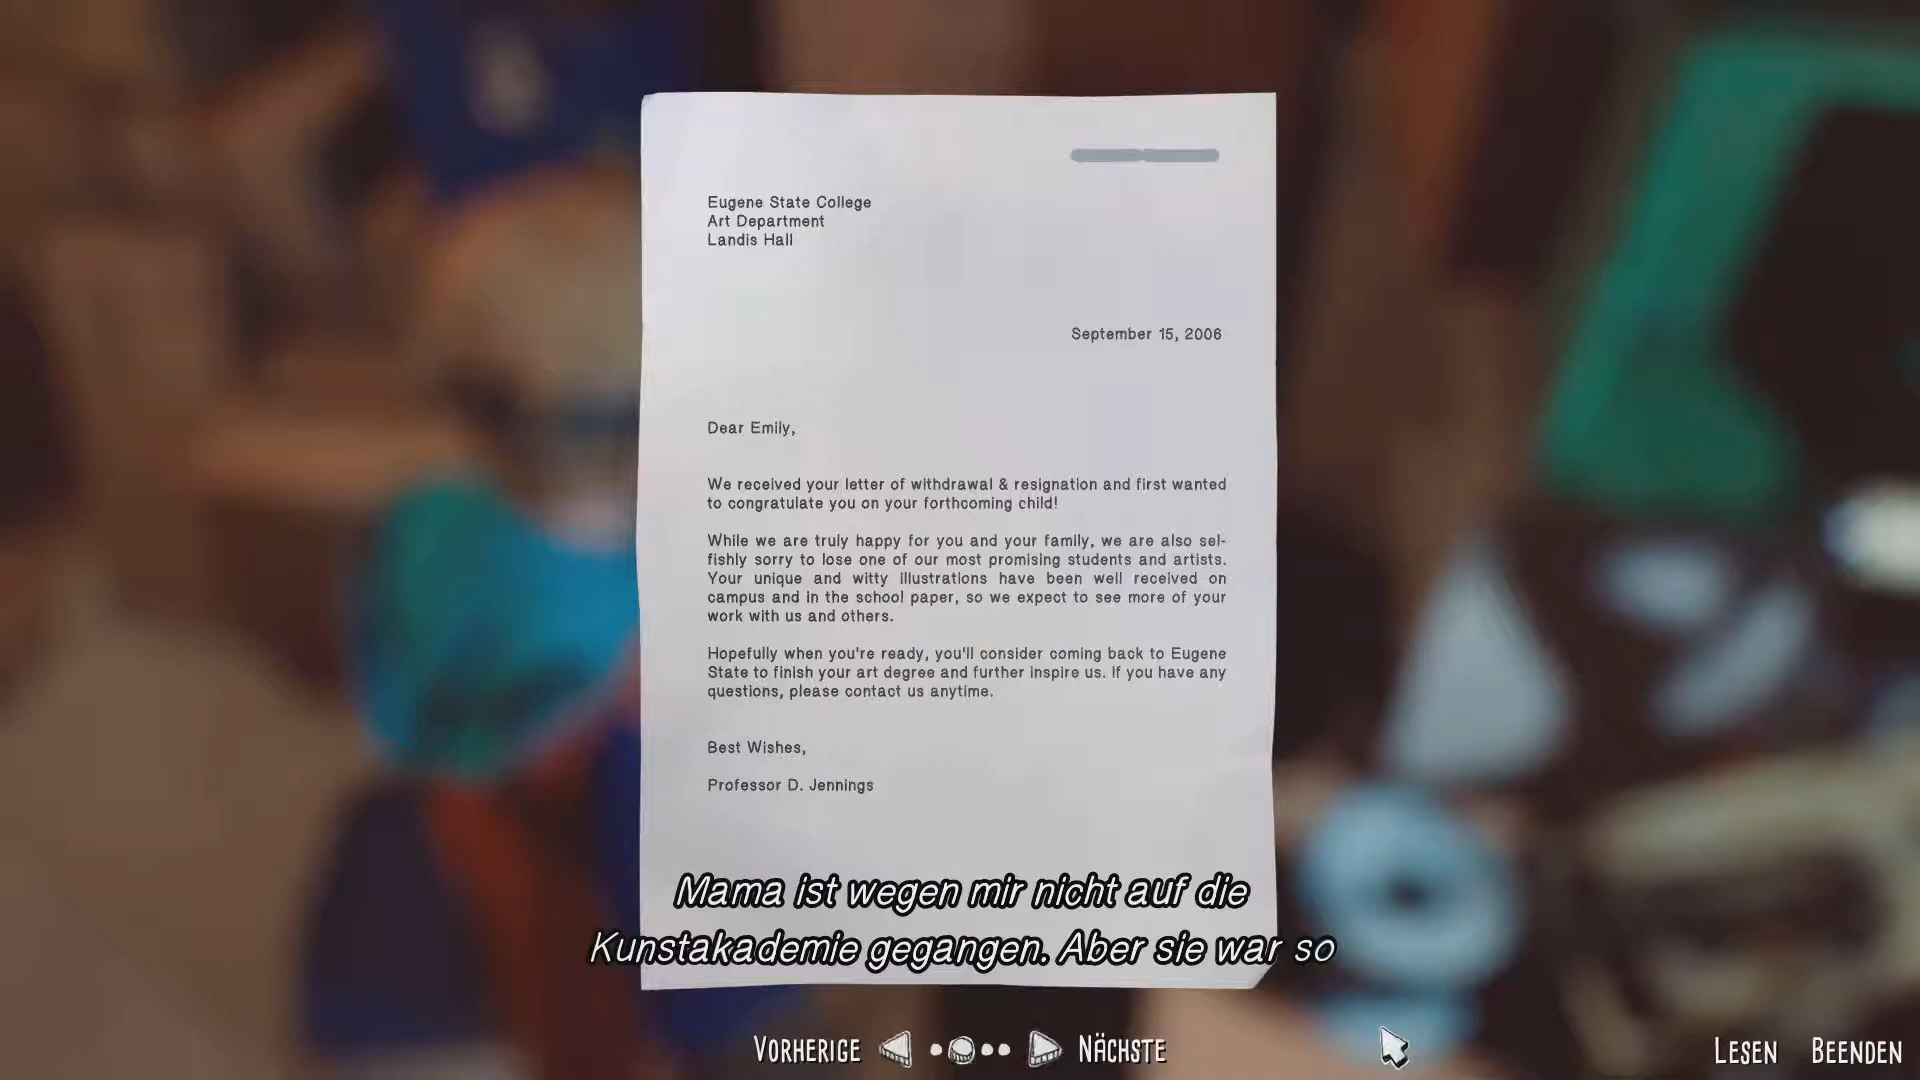 Eugene State College
Art Department
Landis Hall
September 15, 2006
Dear Emily,
We received your letter of withdrawal & resignation and first wanted
to congratulate you on your forthcoming child!
While we are truly happy for you and your family, we are also sel-
fishly sorry to lose one of our most promising students and artists.
Your unique and witty illustrations have been well received on
campus and in the school paper, so we expect to see more of your
work with us and others.
Hopefully when you're ready, you'll consider coming back to Eugene
State to finish your art degree and further inspire us. If you have any
questions, please contact us anytime.
Best Wishes,
Professor D. Jennings
Mama ist wegen mir nicht auf die
Kunstakademie gegangen. Aber sie war so
VORHERIGE NÄCHSTE LESEN BEENDEN